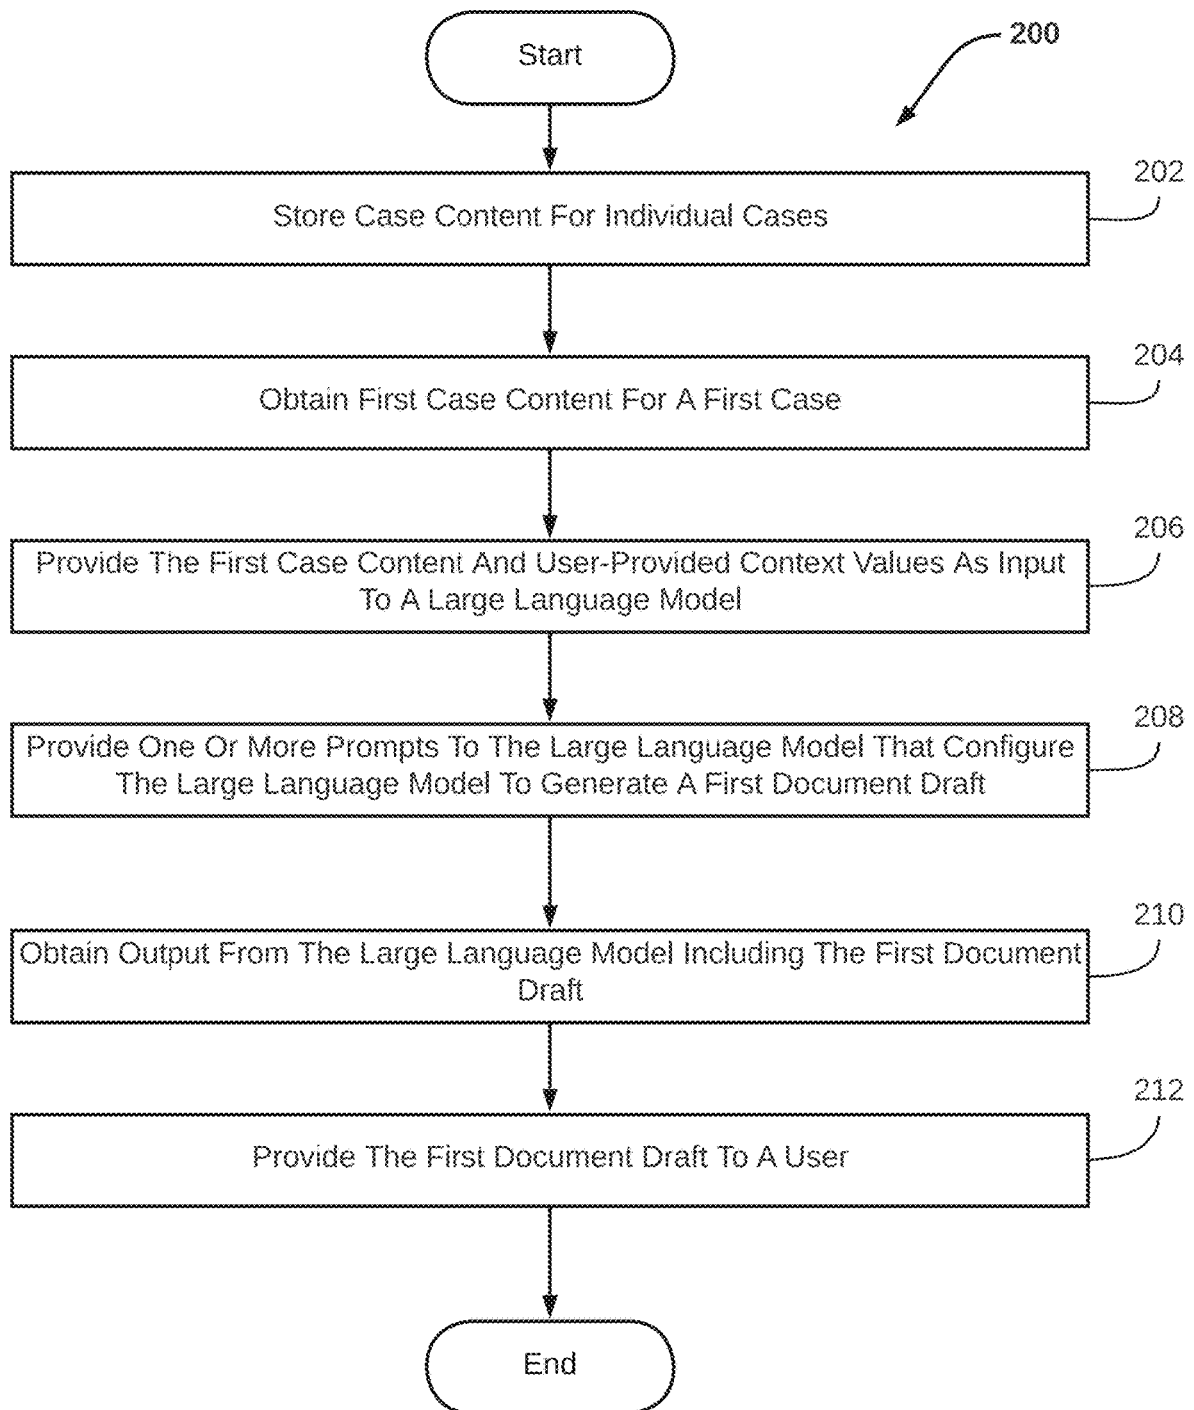 Start
200
202
Store Case Content For Individual Cases
204
Obtain First Case Content For A First Case
206
Provide The First Case Content And User-Provided Context Values As Input
To A Large Language Model
208
Provide One Or More Prompts To The Large Language Model That Configure
The Large Language Model To Generate A First Document Draft
210
Obtain Output From The Large Language Model Including The First Document
Draft
212
Provide The First Document Draft To A User
End